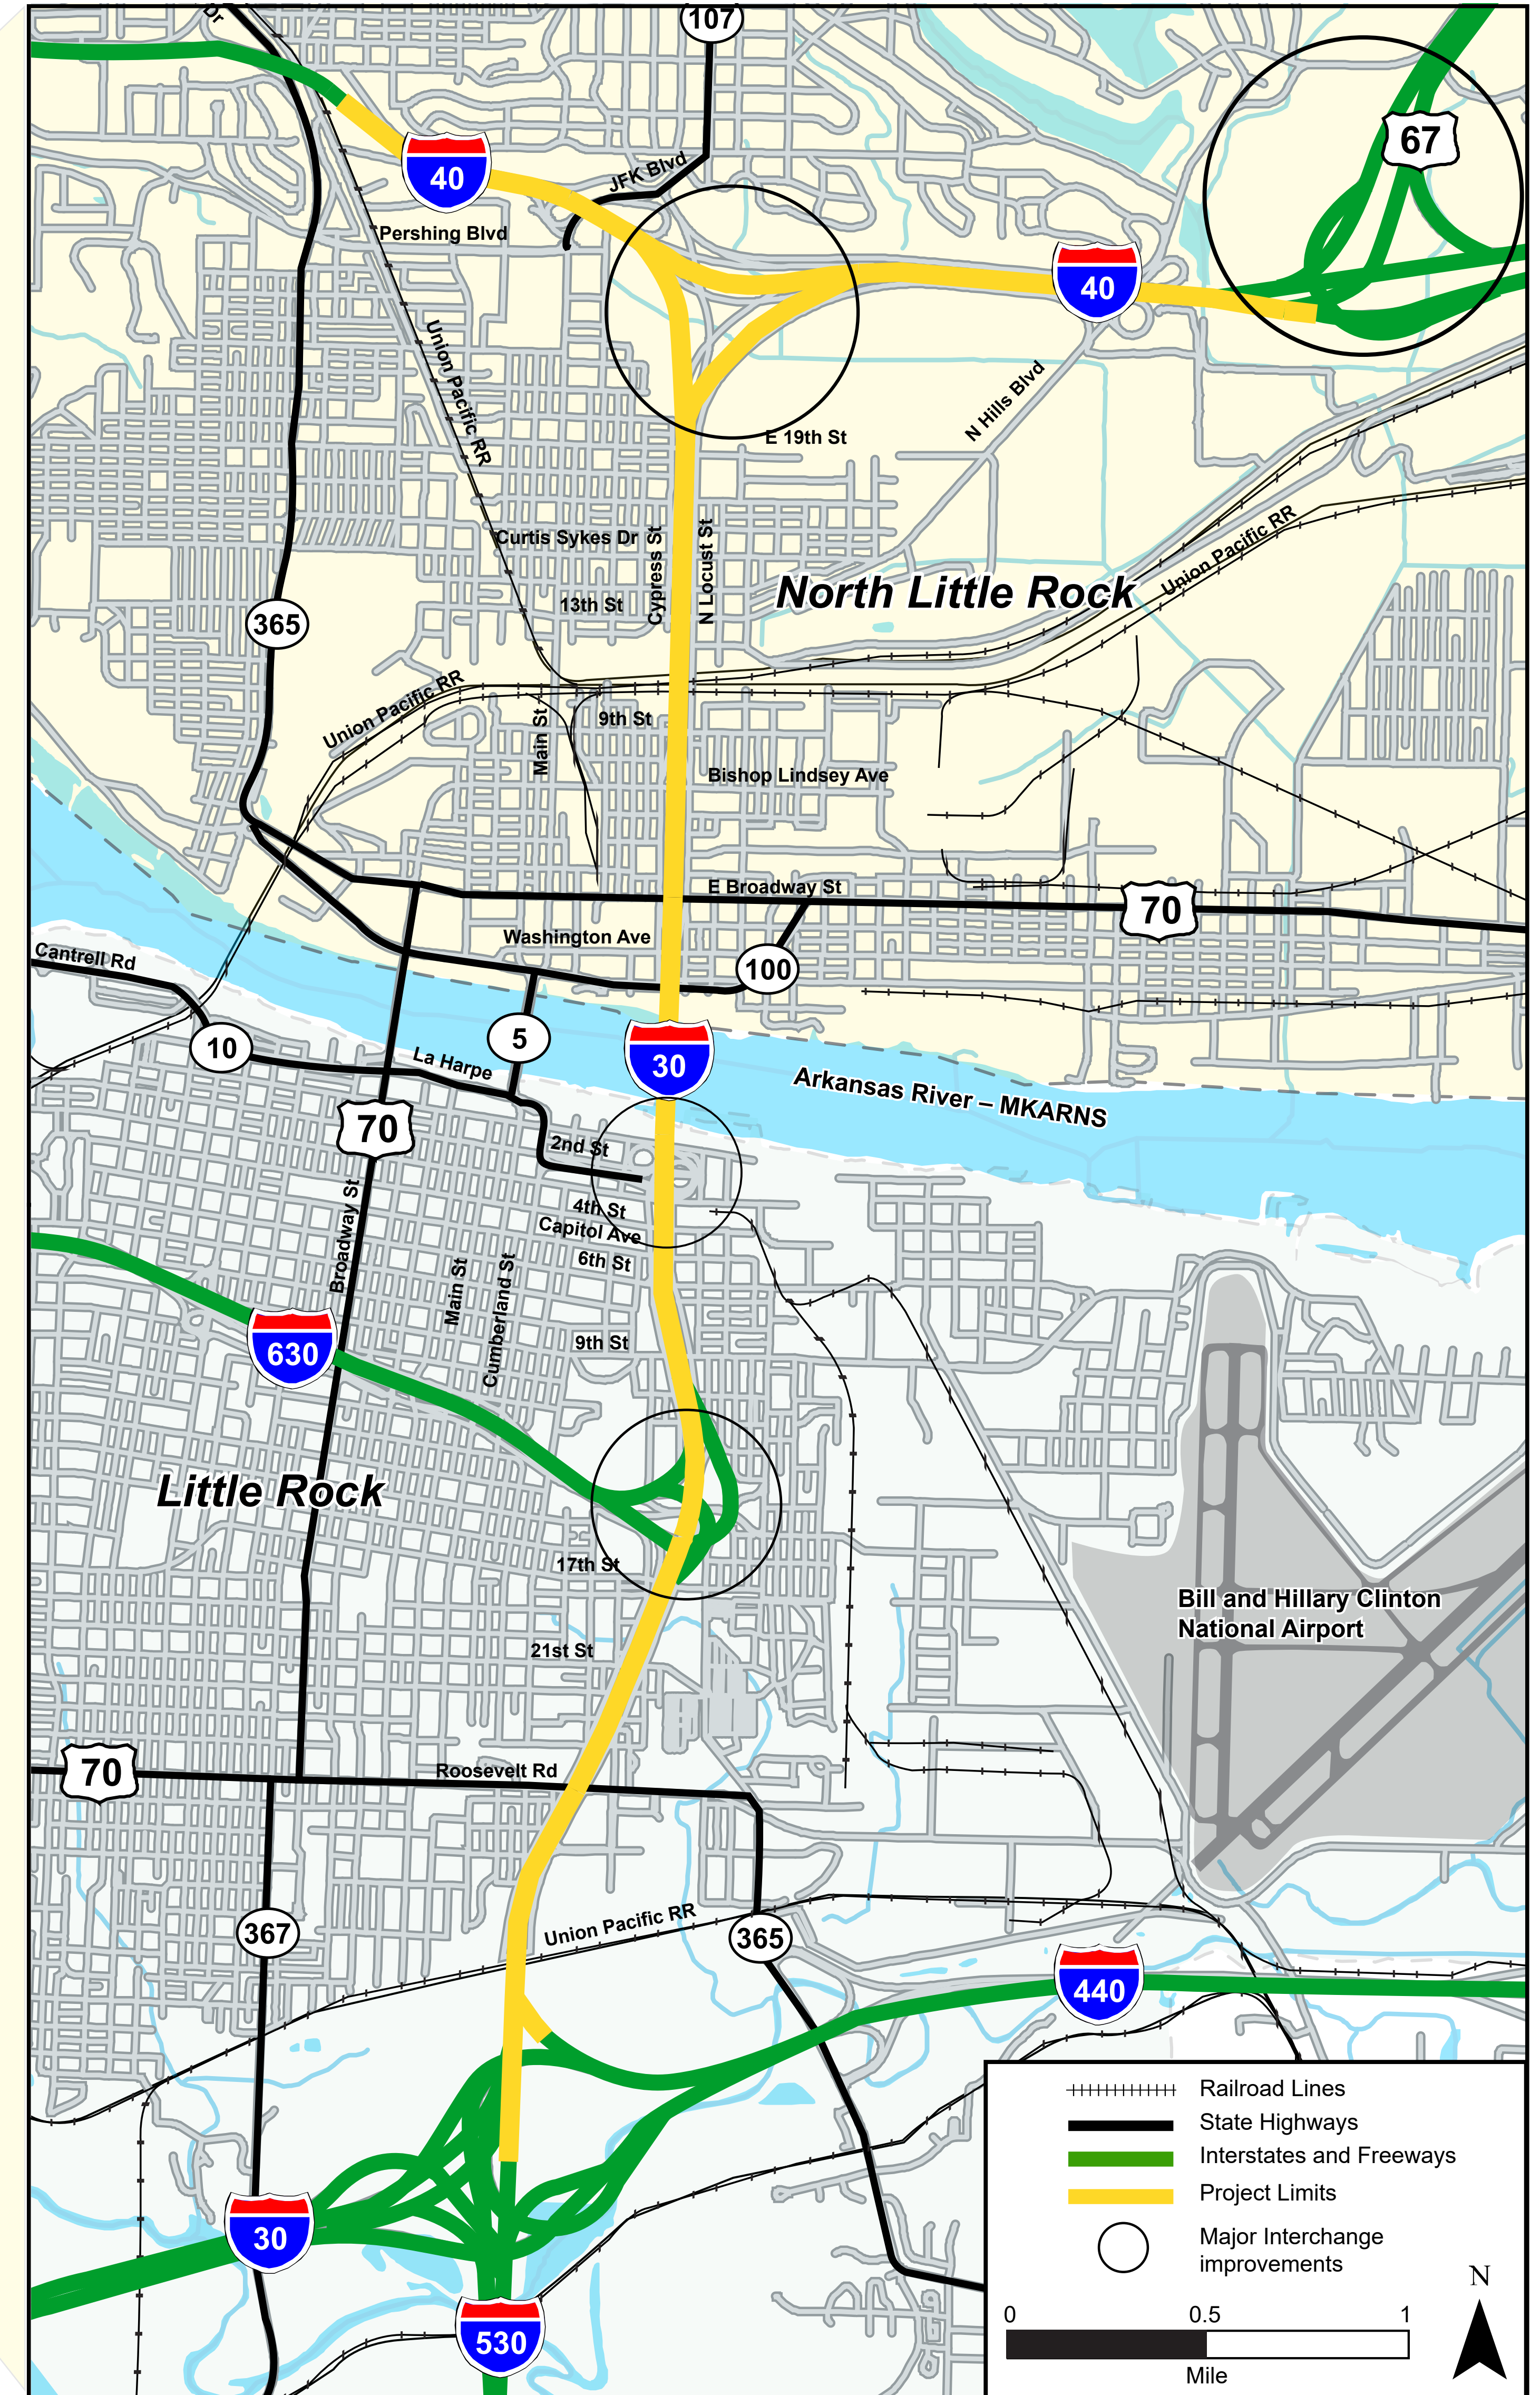 Dr
107
67
40
JFK Blvd
Pershing Blvd
40
Union Pacific RR
N Hills Blvd
E 19th St
Curtis Sykes Dr
Cypress St
N Locust St
Union Pacific RR
North Little Rock
13th St
365
Union Pacific RR
Main St
9th St
Bishop Lindsey Ave
E Broadway St
70
Washington Ave
Cantrell Rd
100
10
5
La Harpe
30
Arkansas River – MKARNS
70
2nd St
Broadway St
4th St
Capitol Ave
6th St
Main St
Cumberland St
630
9th St
Little Rock
17th St
Bill and Hillary Clinton
National Airport
21st St
70
Roosevelt Rd
367
Union Pacific RR
365
440
30
530
Railroad Lines
State Highways
Interstates and Freeways
Project Limits
Major Interchange
improvements
N
0 0.5 1
Mile